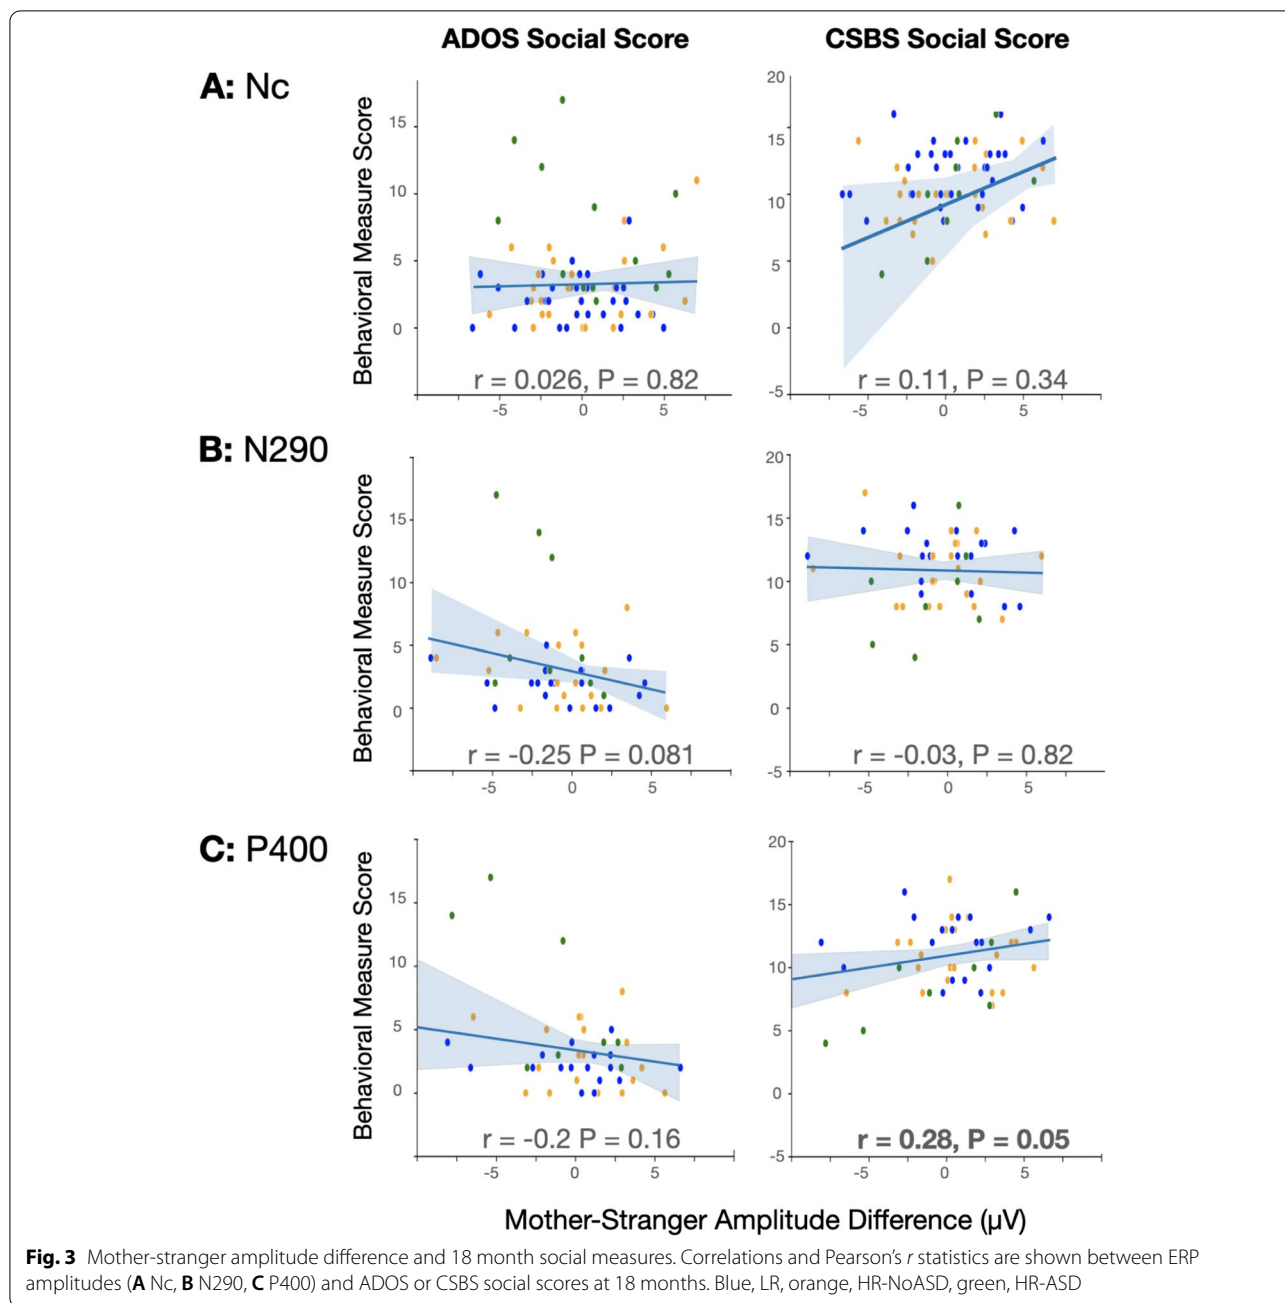 ADOS Social Score
CSBS Social Score
A: Nc
Behavioral Measure Score
15
10
5
0
r = 0.026, P = 0.82
-5 0 5
20
15
10
5
0
-5
r = 0.11, P = 0.34
-5 0 5
B: N290
Behavioral Measure Score
15
10
5
0
r = -0.25 P = 0.081
-5 0 5
20
15
10
5
0
-5
r = -0.03, P = 0.82
-5 0 5
C: P400
Behavioral Measure Score
15
10
5
0
r = -0.2 P = 0.16
-5 0 5
20
15
10
5
0
-5
r = 0.28, P = 0.05
-5 0 5
Mother-Stranger Amplitude Difference (µV)
Fig. 3 Mother-stranger amplitude difference and 18 month social measures. Correlations and Pearson's r statistics are shown between ERP
amplitudes (A Nc, B N290, C P400) and ADOS or CSBS social scores at 18 months. Blue, LR, orange, HR-NoASD, green, HR-ASD